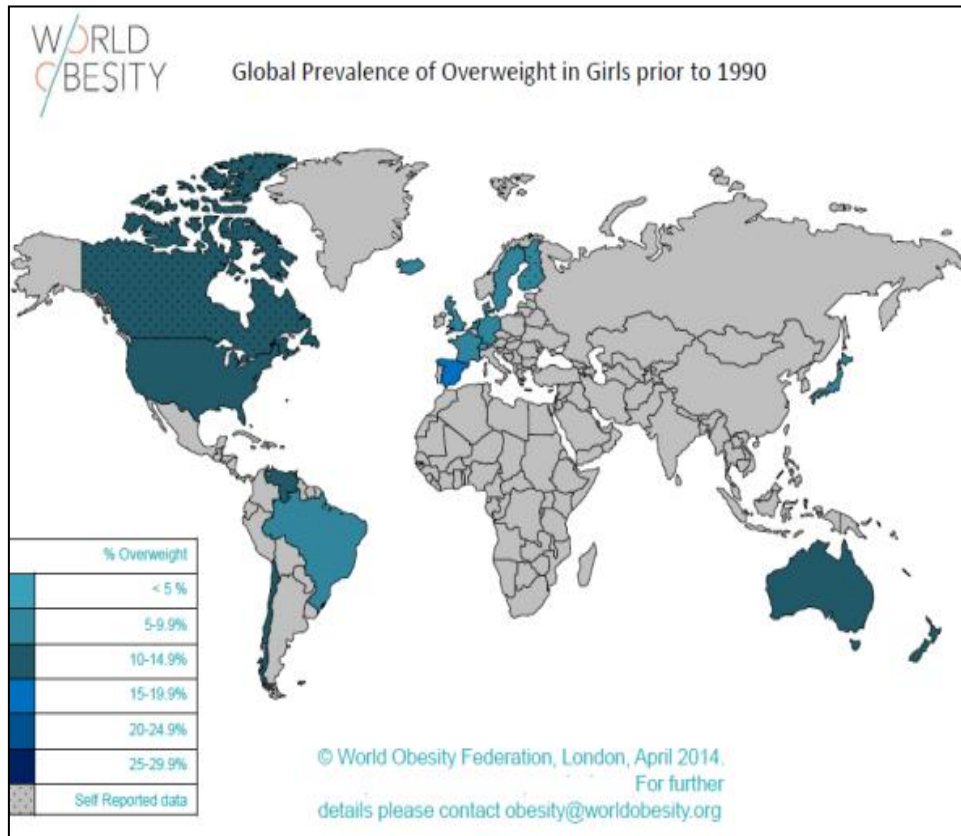 WORLD
OBESITY
Global Prevalence of Overweight in Girls prior to 1990
% Overweight
< 5 %
5-9.9%
10-14.9%
15-19.9%
20-24.9%
25-29.9%
Self Reported data
© World Obesity Federation, London, April 2014.
For further
details please contact obesity@worldobesity.org